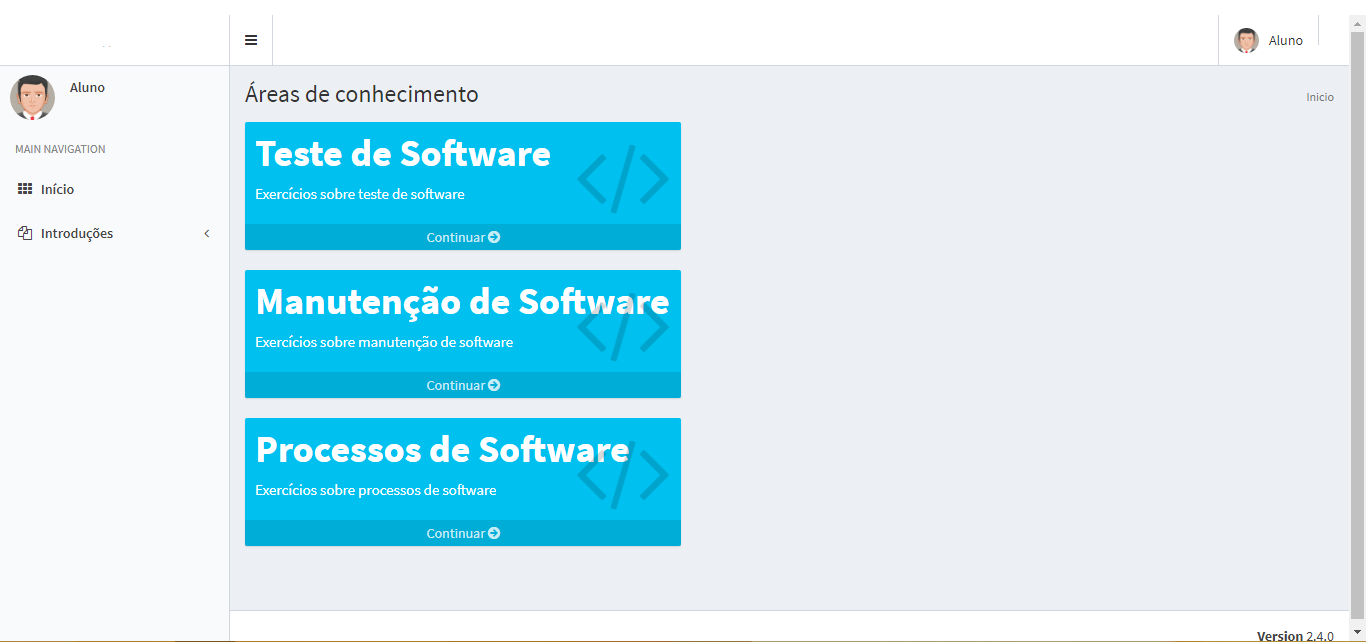 Aluno
Aluno
MAIN NAVIGATION
Início
Introduções
Áreas de conhecimento
Inicio
Teste de Software
Exercícios sobre teste de software
Continuar
Manutenção de Software
Exercícios sobre manutenção de software
Continuar
Processos de Software
Exercícios sobre processos de software
Continuar
Version 2.4.0